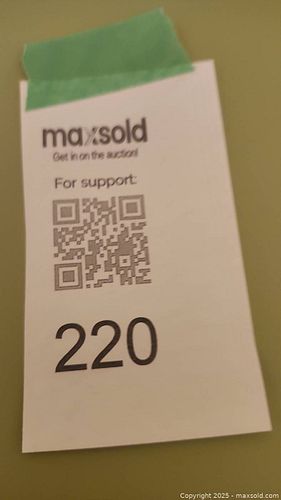 maxsold
Get in on the auction!
For support:
220
Copyright 2025 - maxsold.com